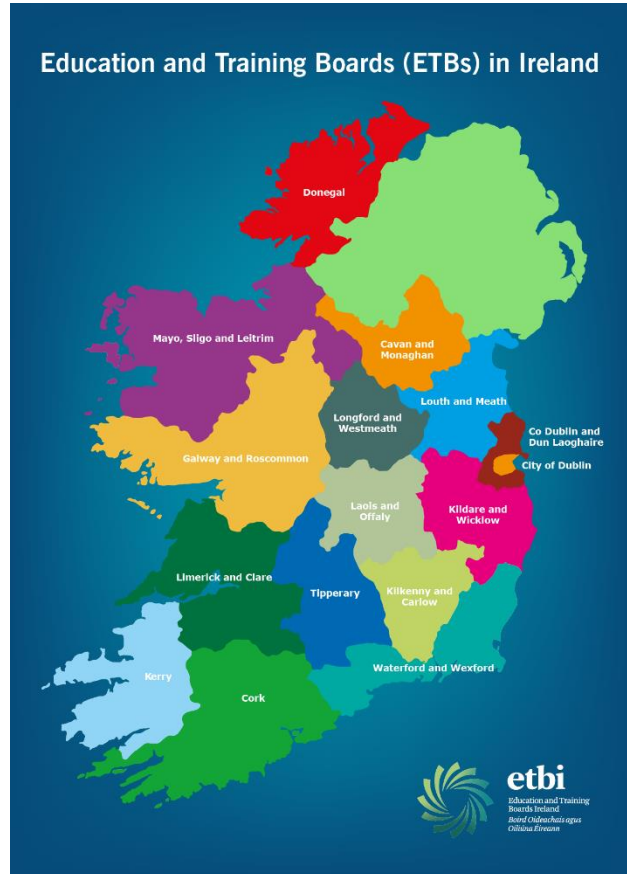 Education and Training Boards (ETBs) in Ireland
Donegal
Mayo, Sligo and Leitrim
Cavan and
Monaghan
Louth and Meath
Longford and
Westmeath
Co Dublin and
Dun Laoghaire
City of Dublin
Galway and Roscommon
Laois and
Offaly
Kildare and
Wicklow
Limerick and Clare
Tipperary
Kilkenny and
Carlow
Waterford and Wexford
Kerry
Cork
etbi
Education and Training
Boards Ireland
Boird Oideachais agus
Oiliúna Éireann